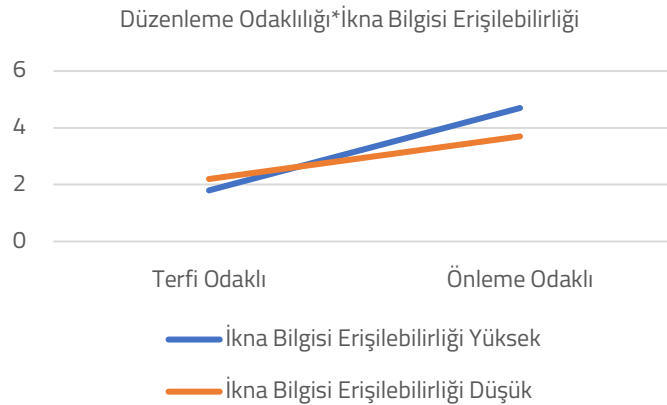 Düzenleme Odaklılığı*İkna Bilgisi Erişilebilirliği
6
4
2
0
Terfi Odaklı
Önleme Odaklı
İkna Bilgisi Erişilebilirliği Yüksek
İkna Bilgisi Erişilebilirliği Düşük